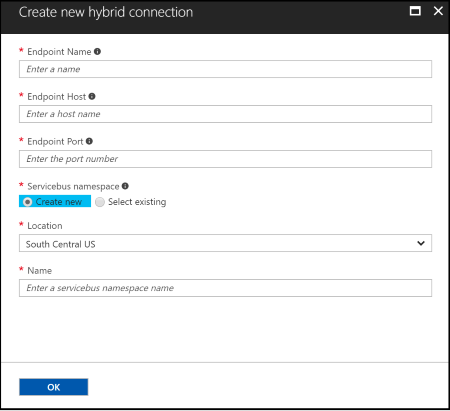 Create new hybrid connection
* Endpoint Name
Enter a name
* Endpoint Host
Enter a host name
* Endpoint Port
Enter the port number
* Servicebus namespace
Create new Select existing
* Location
South Central US
* Name
Enter a servicebus namespace name
OK